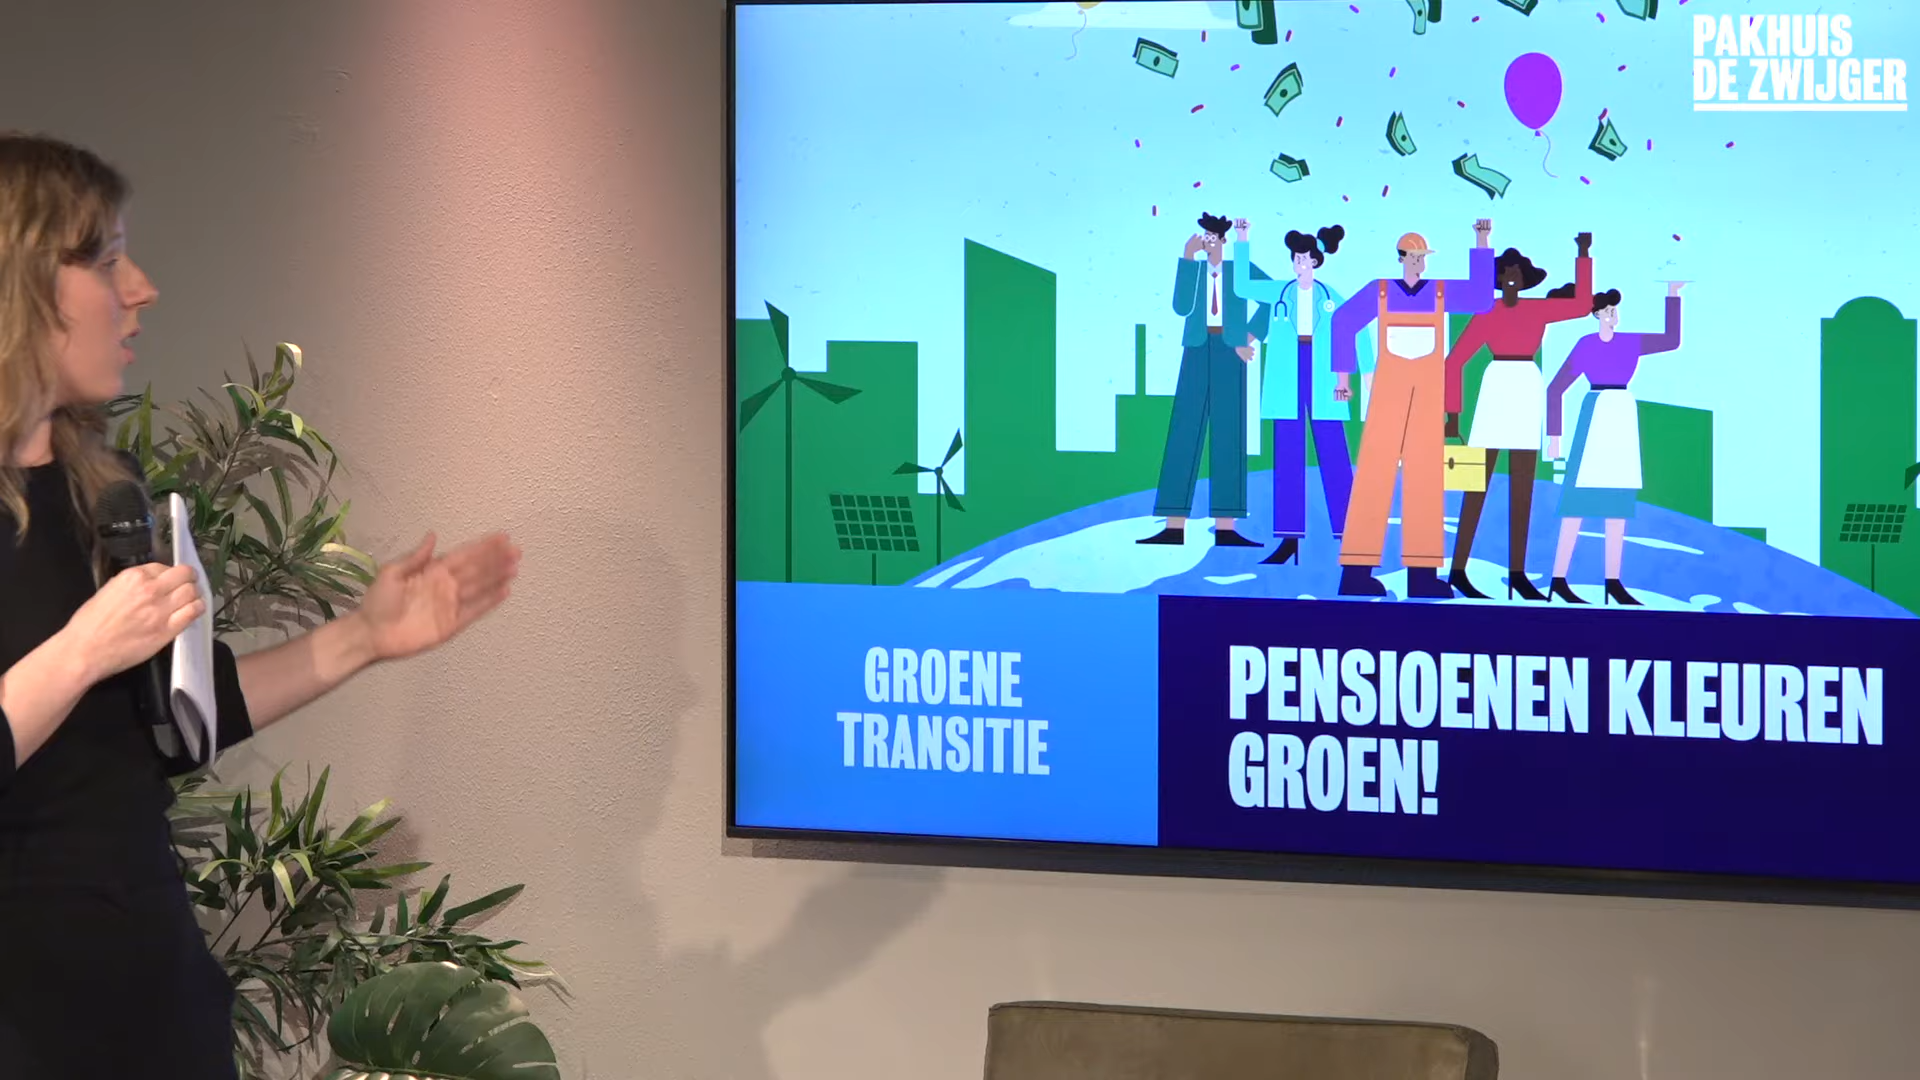 PAKHUIS
DE ZWIJGER
GROENE
TRANSITIE
PENSIOENEN KLEUREN
GROEN!